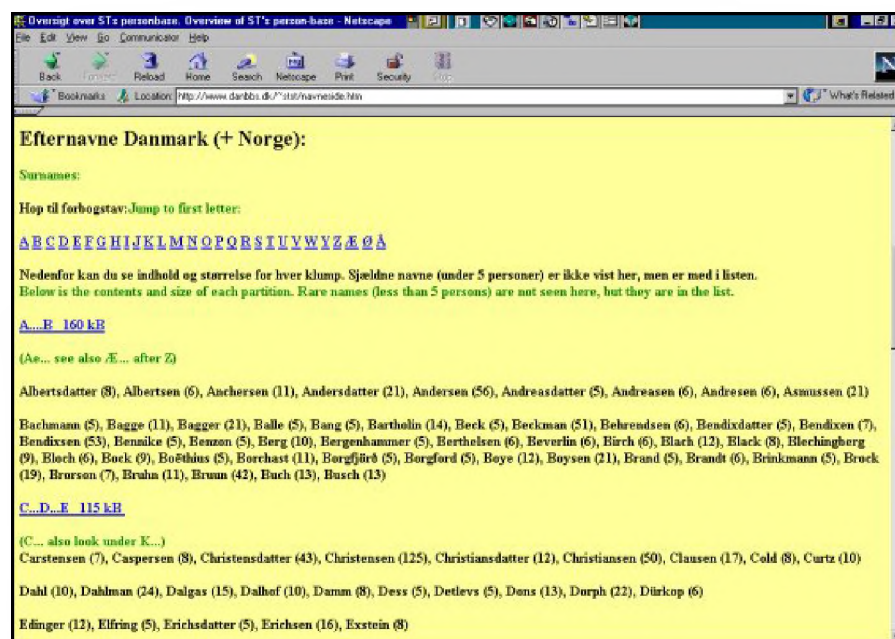 Oversigt over STs personbase. Overview of ST's person-base - Netscape
File Edit View Go Communicator Help
Back Forward Reload Home Search Netscape Print Security Stop
Bookmarks Location: http://www.danbbs.dk/~stst/navneside.htm What's Related
Efternavne Danmark (+ Norge):
Surnames:
Hop til forbogstav:Jump to first letter:
A B C D E F G H I J K L M N O P Q R S T U V W Y Z Æ Ø Å
Nedenfor kan du se indhold og størrelse for hver klump. Sjældne navne (under 5 personer) er ikke vist her, men er med i listen.
Below is the contents and size of each partition. Rare names (less than 5 persons) are not seen here, but they are in the list.
A....B 160 kB
(Ae... see also Æ... after Z)
Albertsdatter (8), Albertsen (6), Anchersen (11), Andersdatter (21), Andersen (56), Andreasdatter (5), Andreasen (6), Andresen (6), Asmussen (21)
Bachmann (5), Bagge (11), Bagger (21), Balle (5), Bang (5), Bartholin (14), Beck (5), Beckman (51), Behrendsen (6), Bendixdatter (5), Bendixen (7),
Bendixsen (53), Bennike (5), Benzon (5), Berg (10), Bergenhammer (5), Berthelsen (6), Beverlin (6), Birch (6), Blach (12), Black (8), Blechingberg
(9), Bloch (6), Bock (9), Boëthius (5), Borchast (11), Borgfjörð (5), Borgford (5), Boye (12), Boysen (21), Brand (5), Brandt (6), Brinkmann (5), Brock
(19), Brorson (7), Bruhn (11), Bruun (42), Buch (13), Busch (13)
C...D...E 115 kB
(C... also look under K...)
Carstensen (7), Caspersen (8), Christensdatter (43), Christensen (125), Christiansdatter (12), Christiansen (50), Clausen (17), Cold (8), Curtz (10)
Dahl (10), Dahlman (24), Dalgas (15), Dalhof (10), Damm (8), Dess (5), Detlevs (5), Dons (13), Dorph (22), Dürkop (6)
Edinger (12), Elfring (5), Erichsdatter (5), Erichsen (16), Exstein (8)